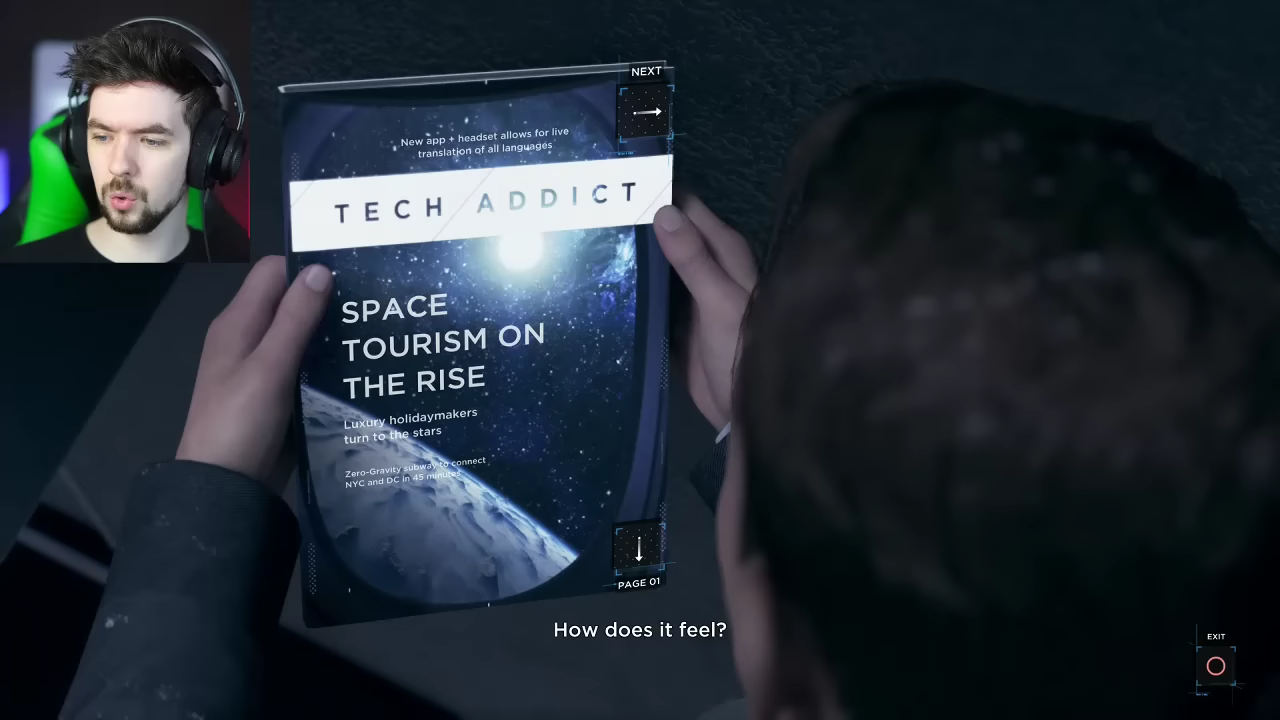 NEXT
New app + headset allows for live
translation of all languages
TECH ADDICT
SPACE
TOURISM ON
THE RISE
Luxury holidaymakers
turn to the stars
Zero-Gravity subway to connect
NYC and DC in 45 minutes
PAGE 01
How does it feel?
EXIT